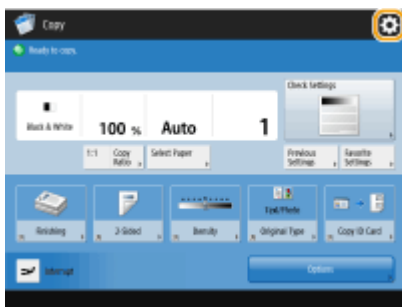 Copy
Ready to copy.
Check Settings
Black & White
100 %
Auto
1
1:1
Copy
Ratio
Select Paper
Previous
Settings
Favorite
Settings
Finishing
2-Sided
Density
Text/Photo
Original Type
Copy ID Card
Interrupt
Options